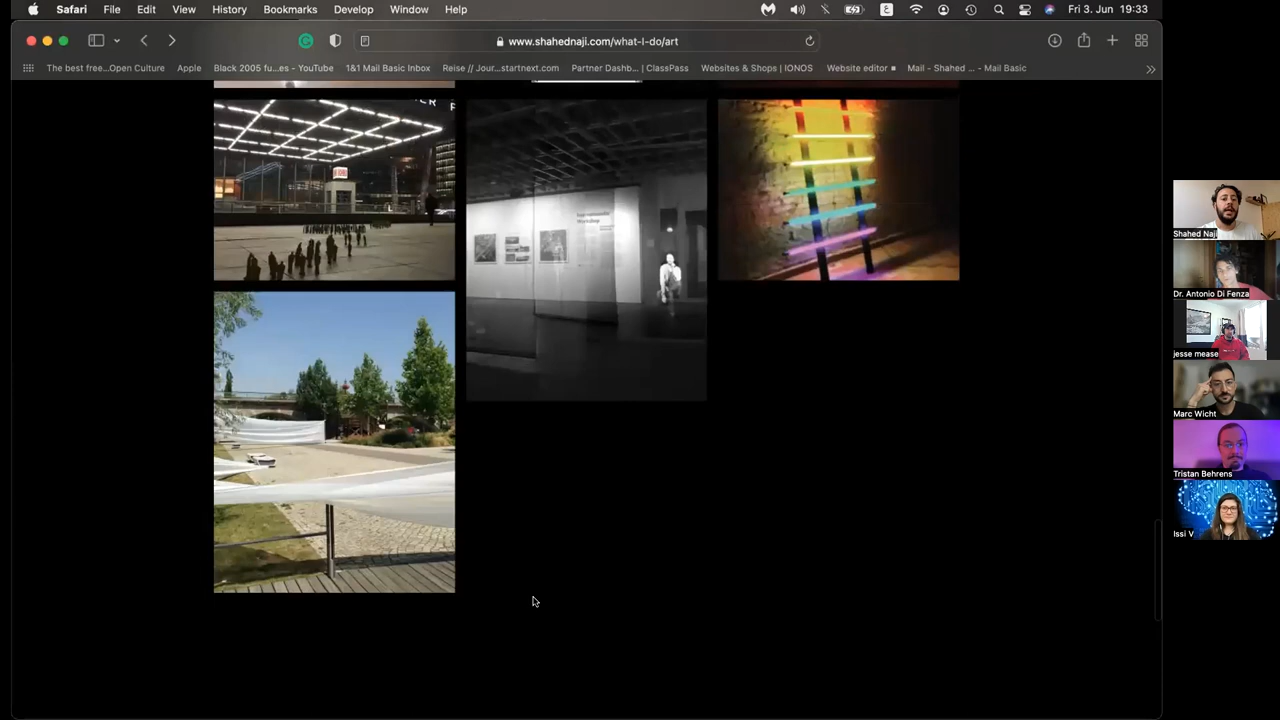 Safari File Edit View History Bookmarks Develop Window Help ع Fri 3. Jun 19:33
www.shahednaji.com/what-I-do/art
The best free...Open Culture Apple Black 2005 fu...es - YouTube 1&1 Mail Basic Inbox Reise // Jour...startnext.com Partner Dashb... | ClassPass Websites & Shops | IONOS Website editor Mail - Shahed ... - Mail Basic
Shahed Naji
Dr. Antonio Di Fenza
jesse mease
Marc Wicht
Tristan Behrens
Issi V